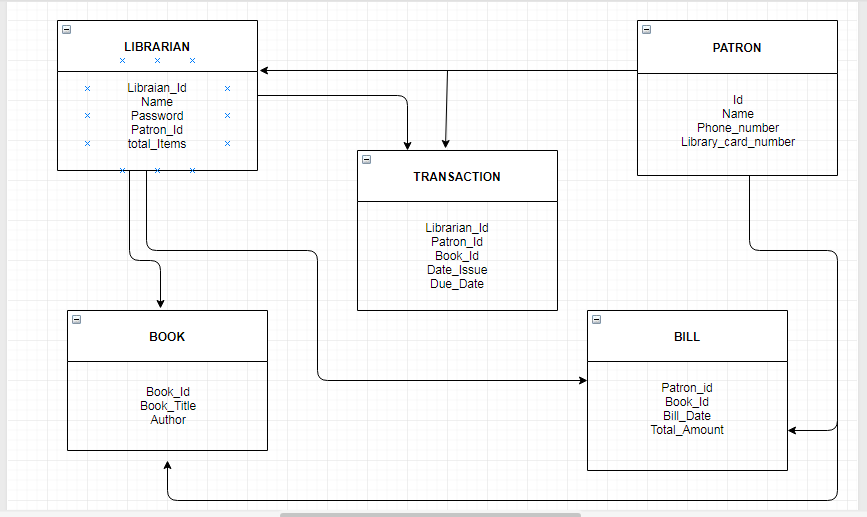 LIBRARIAN
Libraian_Id
Name
Password
Patron_Id
total_Items
PATRON
Id
Name
Phone_number
Library_card_number
TRANSACTION
Librarian_Id
Patron_Id
Book_Id
Date_Issue
Due_Date
BOOK
Book_Id
Book_Title
Author
BILL
Patron_id
Book_Id
Bill_Date
Total_Amount